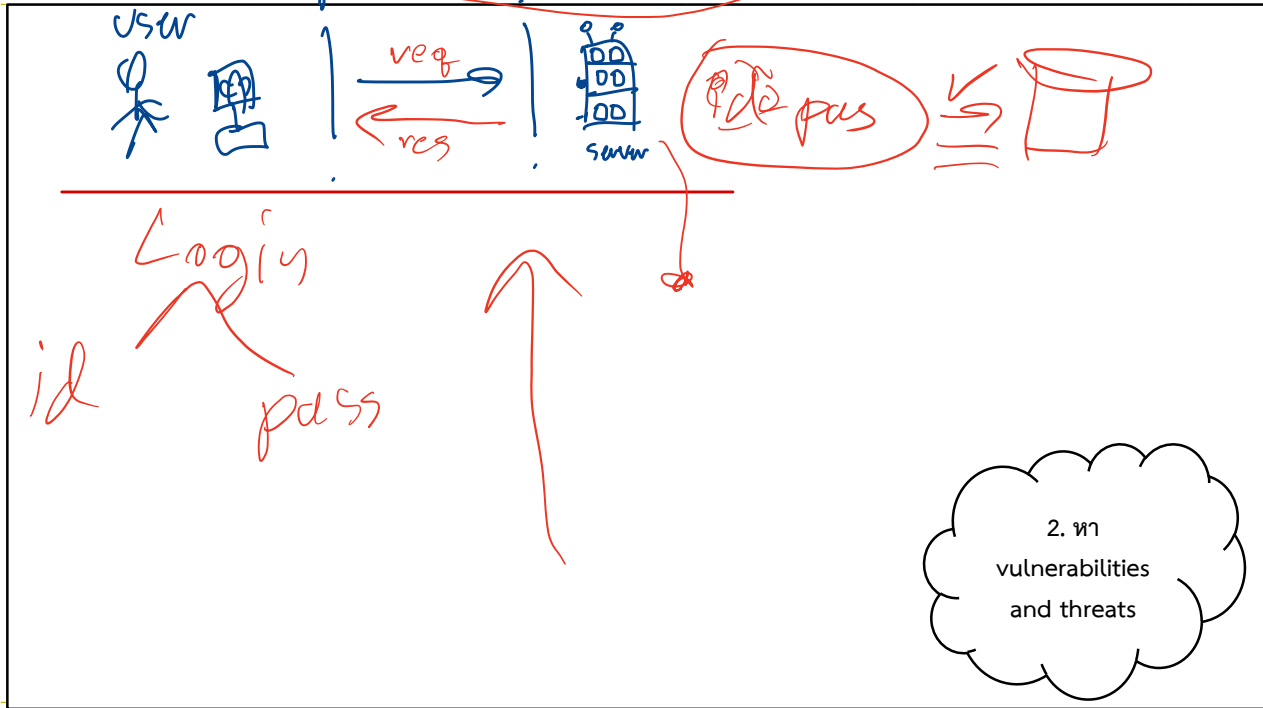 user
req
res
server
pas
Login
id
pass
2. หา
vulnerabilities
and threats